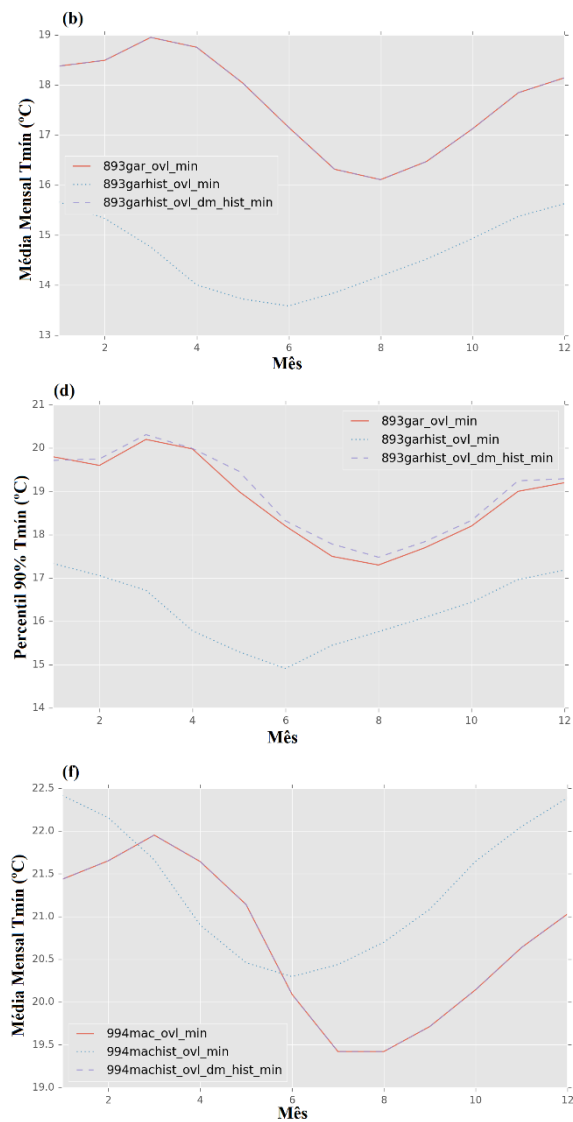 (b)
19
18
17
16
15
14
13
Média Mensal Tmín (ºC)
893gar_ovl_min
893garhist_ovl_min
893garhist_ovl_dm_hist_min
2 4 6 8 10 12
Mês
(d)
21
20
19
18
17
16
15
14
Percentil 90% Tmín (ºC)
893gar_ovl_min
893garhist_ovl_min
893garhist_ovl_dm_hist_min
2 4 6 8 10 12
Mês
(f)
22.5
22.0
21.5
21.0
20.5
20.0
19.5
19.0
Média Mensal Tmín (ºC)
994mac_ovl_min
994machist_ovl_min
994machist_ovl_dm_hist_min
2 4 6 8 10 12
Mês